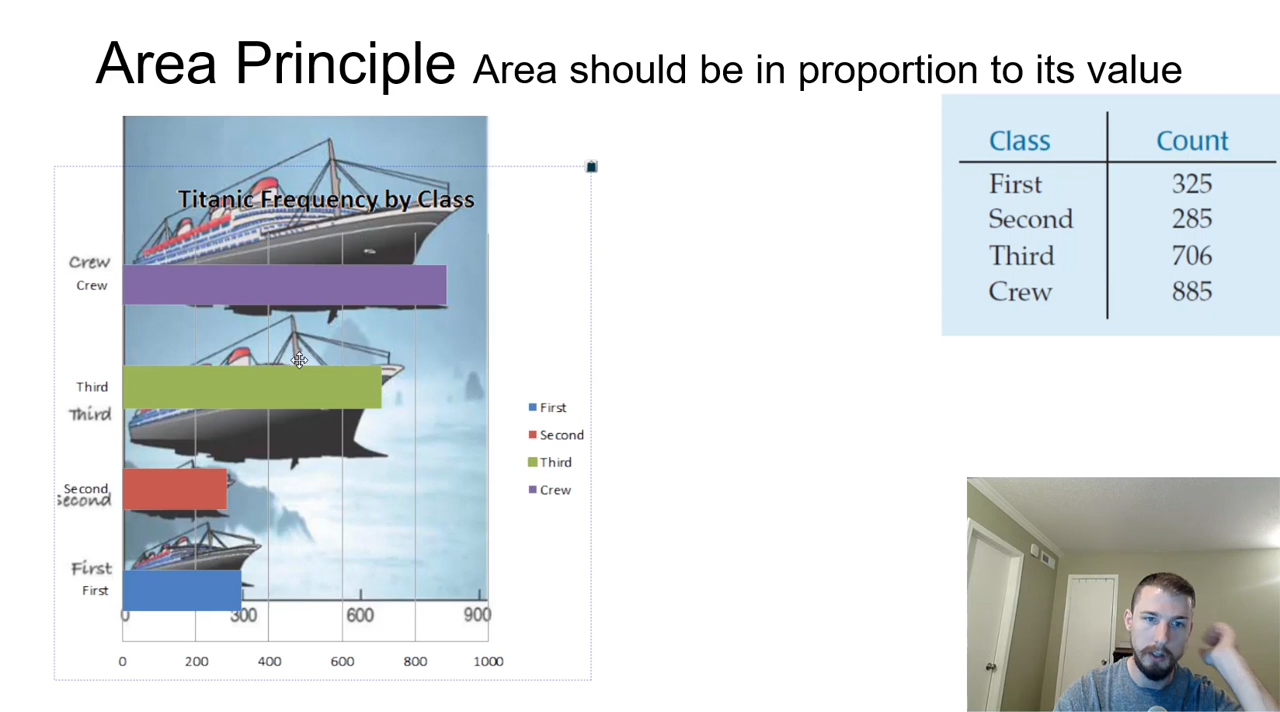 Area Principle Area should be in proportion to its value
Class Count
First 325
Second 285
Third 706
Crew 885
Titanic Frequency by Class
Crew
Crew
Third
Third
Second
Second
First
First
0 300 600 900
0 200 400 600 800 1000
First
Second
Third
Crew